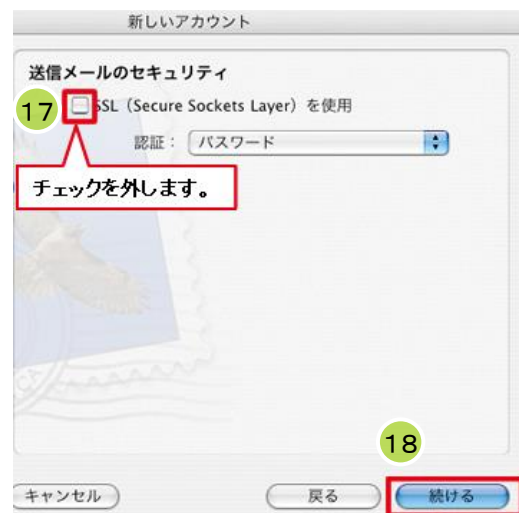 新しいアカウント
送信メールのセキュリティ
17 SSL（Secure Sockets Layer）を使用
認証： パスワード
チェックを外します。
18
キャンセル 戻る 続ける